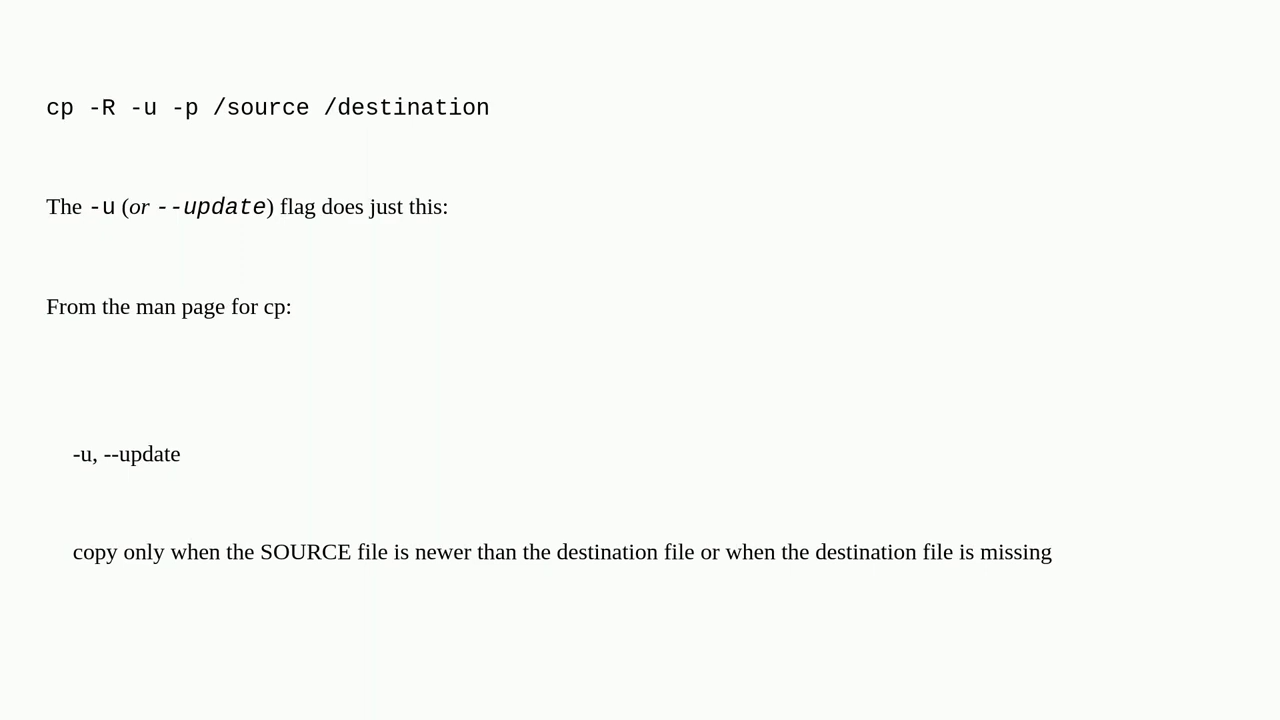 cp -R -u -p /source /destination
The -u (or --update) flag does just this:
From the man page for cp:
-u, --update
copy only when the SOURCE file is newer than the destination file or when the destination file is missing